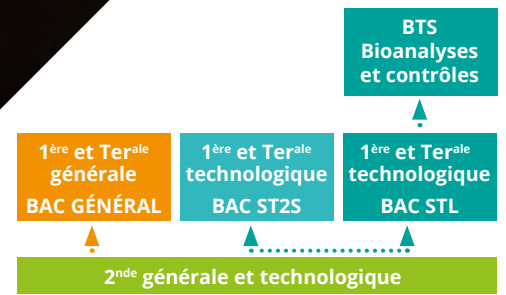 BTS
Bioanalyses
et contrôles
1ère et Terale
générale
BAC GÉNÉRAL
1ère et Terale
technologique
BAC ST2S
1ère et Terale
technologique
BAC STL
2nde générale et technologique